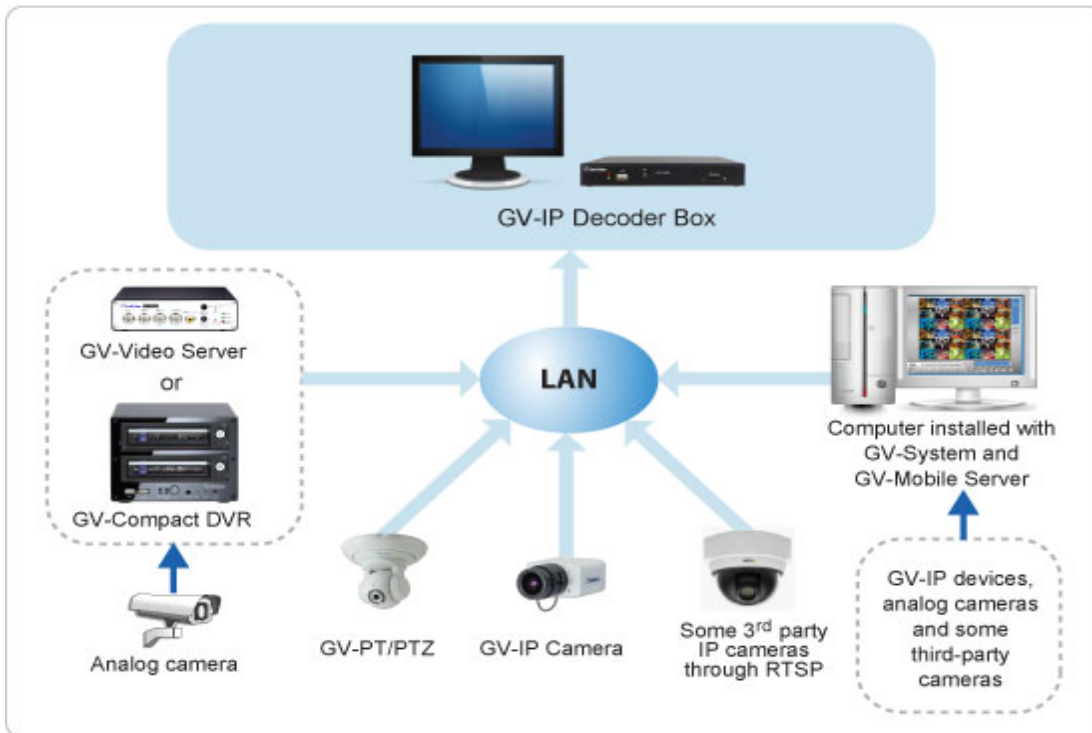 GV-IP Decoder Box
GV-Video Server
or
GV-Compact DVR
Analog camera
LAN
GV-PT/PTZ
GV-IP Camera
Some 3rd party
IP cameras
through RTSP
Computer installed with
GV-System and
GV-Mobile Server
GV-IP devices,
analog cameras
and some
third-party
cameras